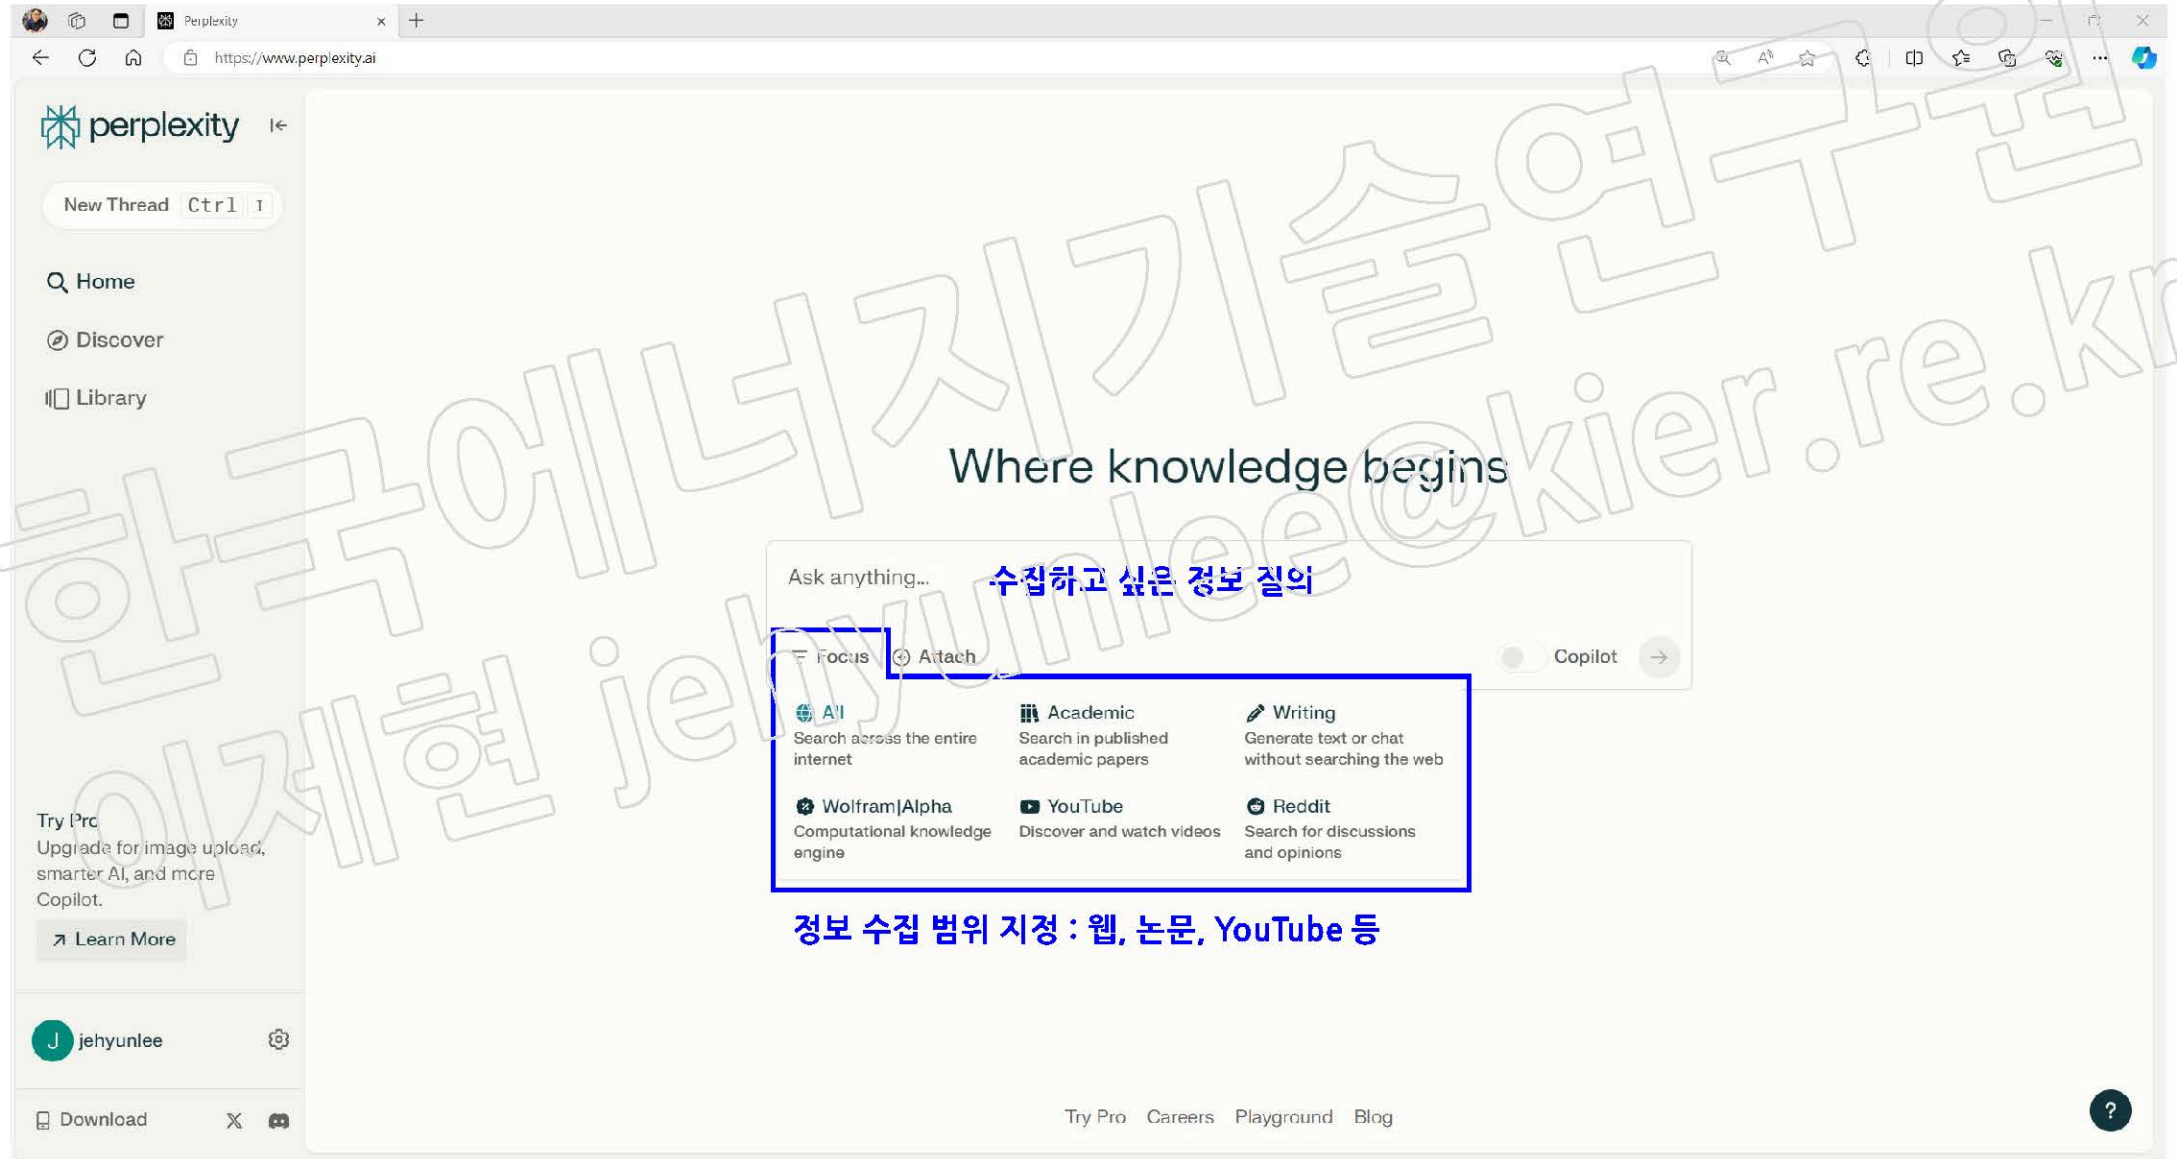 Perplexity
https://www.perplexity.ai
perplexity
New Thread Ctrl I
Home
Discover
Library
Where knowledge begins
Ask anything... 수집하고 싶은 정보 질의
Focus Attach Copilot
All
Search across the entire
internet
Academic
Search in published
academic papers
Writing
Generate text or chat
without searching the web
Wolfram|Alpha
Computational knowledge
engine
YouTube
Discover and watch videos
Reddit
Search for discussions
and opinions
정보 수집 범위 지정 : 웹, 논문, YouTube 등
Try Pro
Upgrade for image upload,
smarter AI, and more
Copilot.
Learn More
J jehyunlee
Download
Try Pro Careers Playground Blog
?
한국에너지기술연구원
이제현 jehyunlee@kier.re.kr